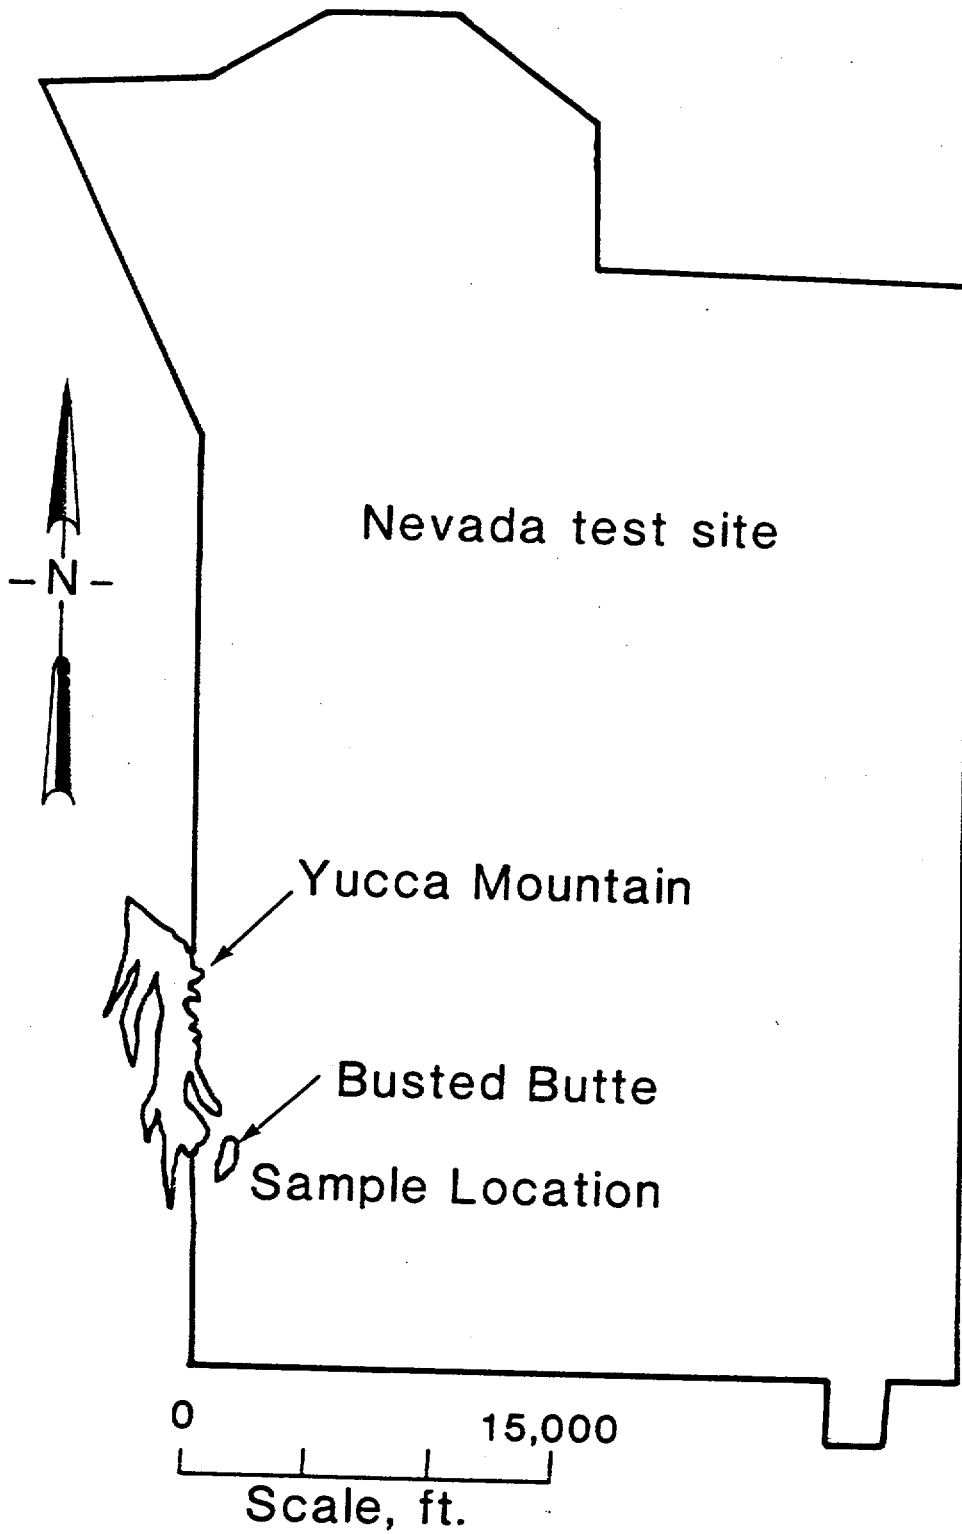 Nevada test site
- N -
Yucca Mountain
Busted Butte
Sample Location
0 15,000
Scale, ft.